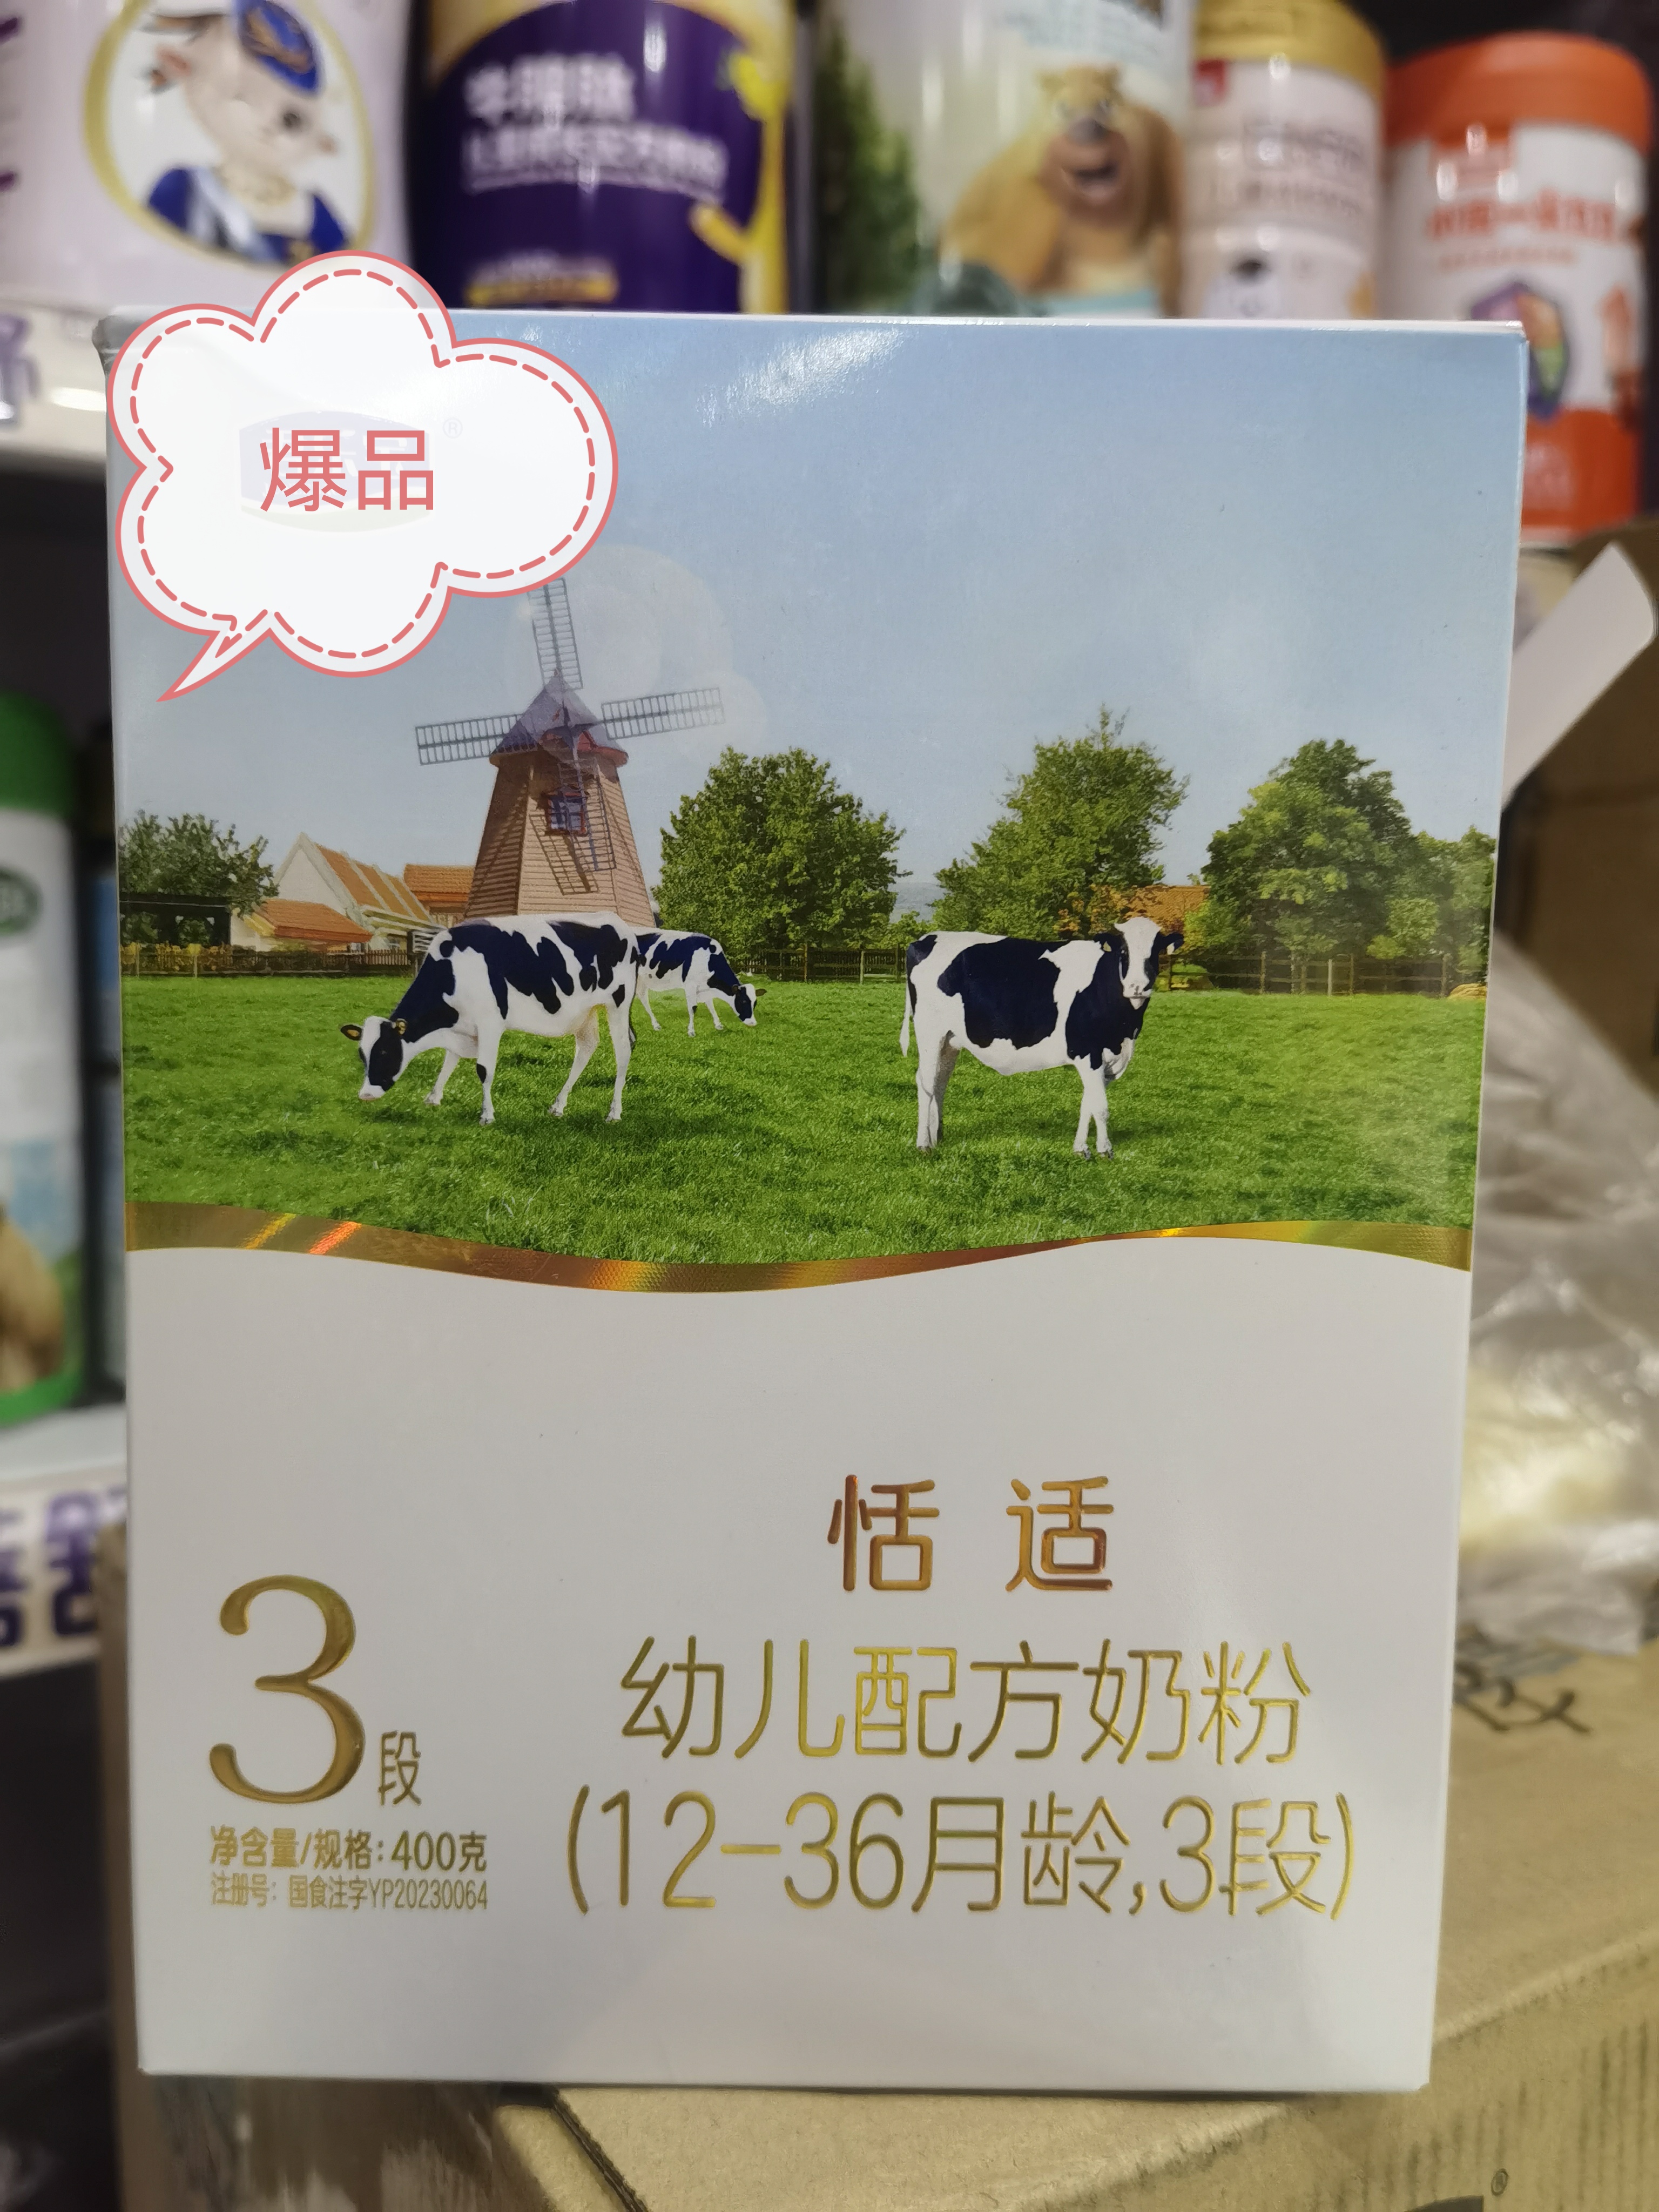 爆品
®
恬适
幼儿配方奶粉
(12-36月龄,3段)
3段
净含量/规格:400克
注册号:国食注字YP20230064